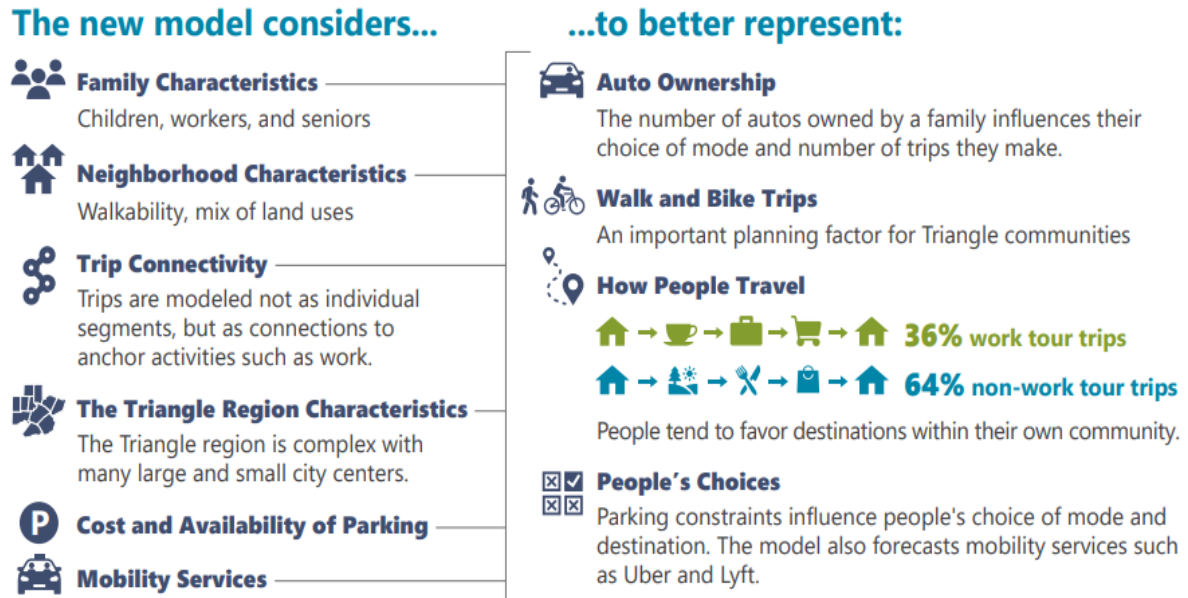 The new model considers...
Family Characteristics
Children, workers, and seniors
Neighborhood Characteristics
Walkability, mix of land uses
Trip Connectivity
Trips are modeled not as individual
segments, but as connections to
anchor activities such as work.
The Triangle Region Characteristics
The Triangle region is complex with
many large and small city centers.
P
Cost and Availability of Parking
Mobility Services
...to better represent:
Auto Ownership
The number of autos owned by a family influences their
choice of mode and number of trips they make.
Walk and Bike Trips
An important planning factor for Triangle communities
How People Travel
36% work tour trips
64% non-work tour trips
People tend to favor destinations within their own community.
People's Choices
Parking constraints influence people's choice of mode and
destination. The model also forecasts mobility services such
as Uber and Lyft.